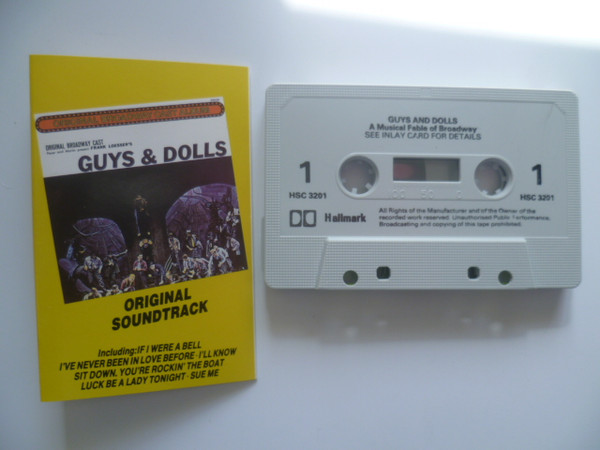 ORIGINAL BROADWAY CAST ALBUM
ORIGINAL BROADWAY CAST
FRANK LOESSER'S
GUYS & DOLLS
ORIGINAL
SOUNDTRACK
including: IF I WERE A BELL
I'VE NEVER BEEN IN LOVE BEFORE · I'LL KNOW
SIT DOWN, YOU'RE ROCKIN' THE BOAT
LUCK BE A LADY TONIGHT · SUE ME
GUYS AND DOLLS
A Musical Fable of Broadway
SEE INLAY CARD FOR DETAILS
1
HSC 3201
1
HSC 3201
Hallmark
All Rights of the Manufacturer and of the Owner of the
recorded work reserved. Unauthorised Public Performance,
Broadcasting and copying of this tape prohibited.